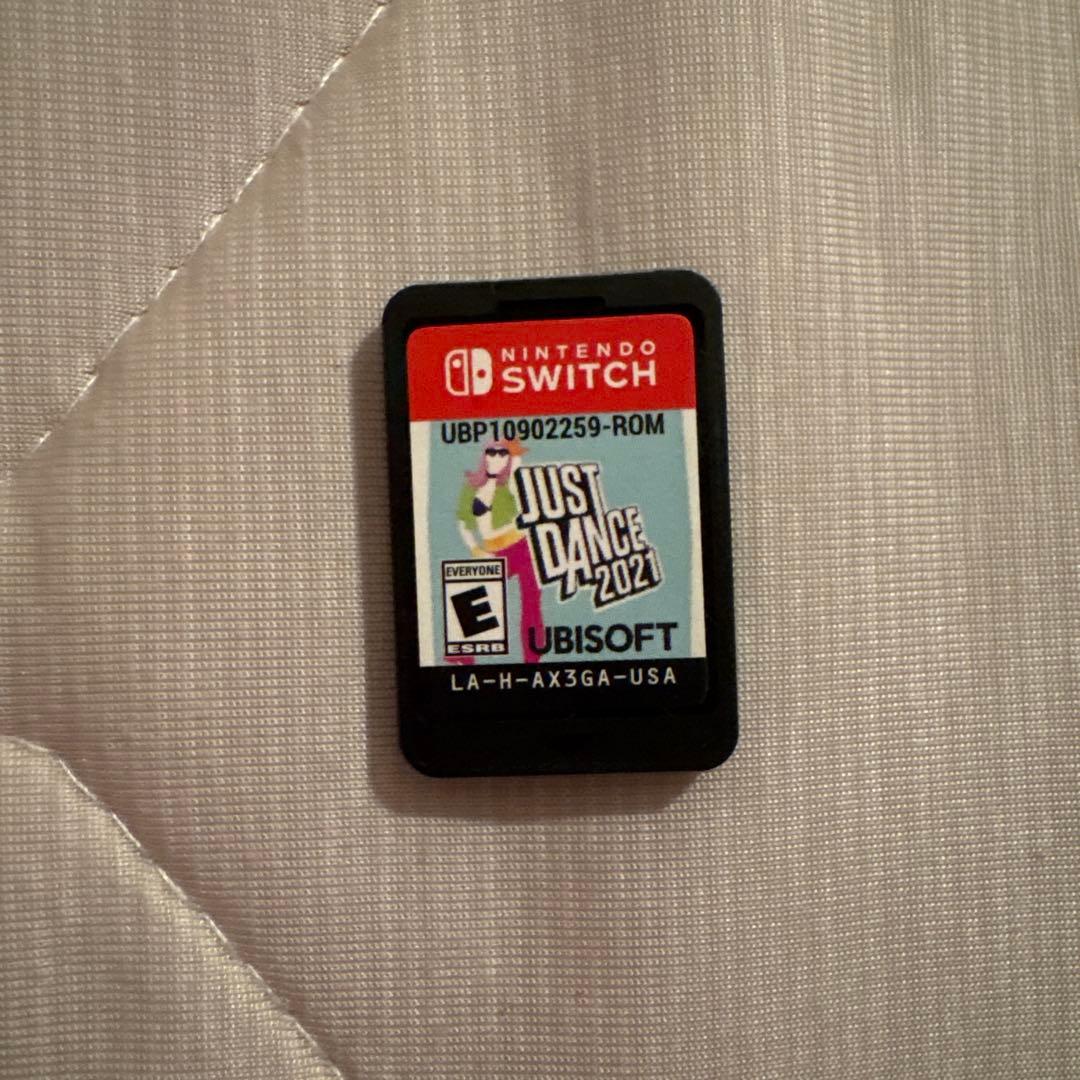 NINTENDO
SWITCH
UBP10902259-ROM
JUST
DANCE
2021
EVERYONE
E
ESRB
UBISOFT
LA-H-AX3GA-USA